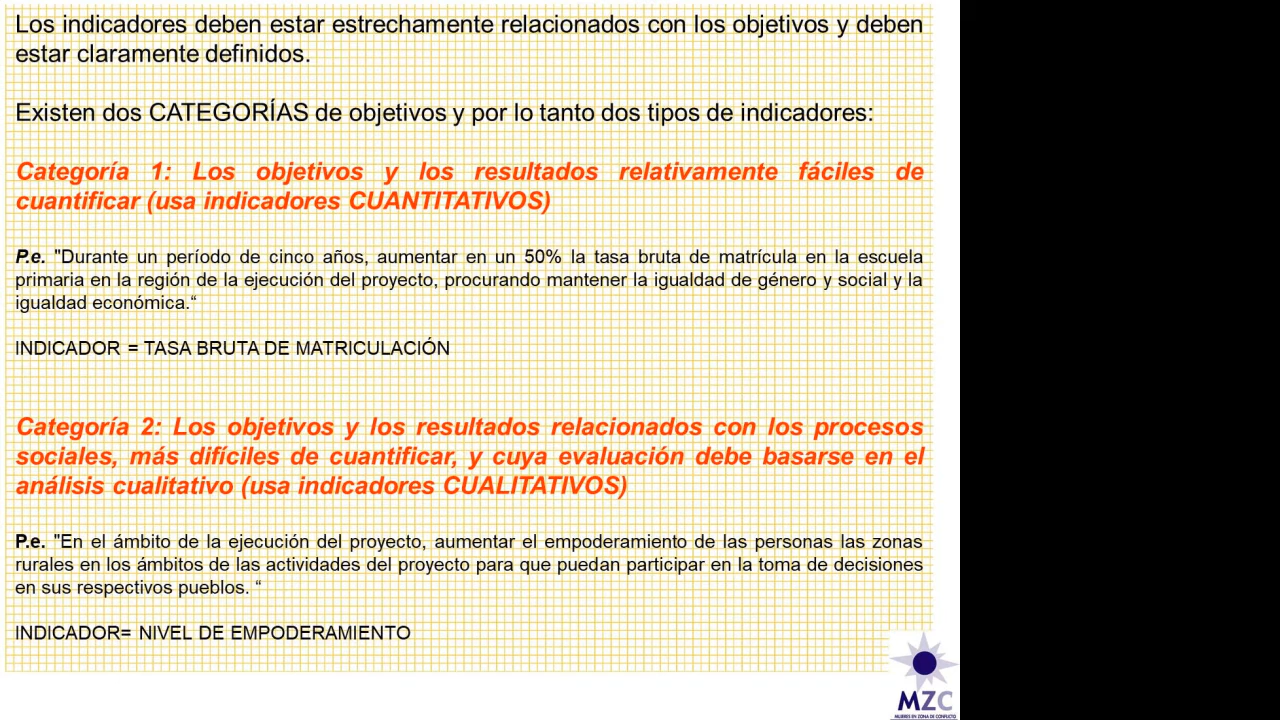 Los indicadores deben estar estrechamente relacionados con los objetivos y deben
estar claramente definidos.
Existen dos CATEGORÍAS de objetivos y por lo tanto dos tipos de indicadores:
Categoría 1: Los objetivos y los resultados relativamente fáciles de
cuantificar (usa indicadores CUANTITATIVOS)
P.e. "Durante un período de cinco años, aumentar en un 50% la tasa bruta de matrícula en la escuela
primaria en la región de la ejecución del proyecto, procurando mantener la igualdad de género y social y la
igualdad económica.“
INDICADOR = TASA BRUTA DE MATRICULACIÓN
Categoría 2: Los objetivos y los resultados relacionados con los procesos
sociales, más difíciles de cuantificar, y cuya evaluación debe basarse en el
análisis cualitativo (usa indicadores CUALITATIVOS)
P.e. "En el ámbito de la ejecución del proyecto, aumentar el empoderamiento de las personas las zonas
rurales en los ámbitos de las actividades del proyecto para que puedan participar en la toma de decisiones
en sus respectivos pueblos. “
INDICADOR= NIVEL DE EMPODERAMIENTO
MZC
MUJERES EN ZONA DE CONFLICTO